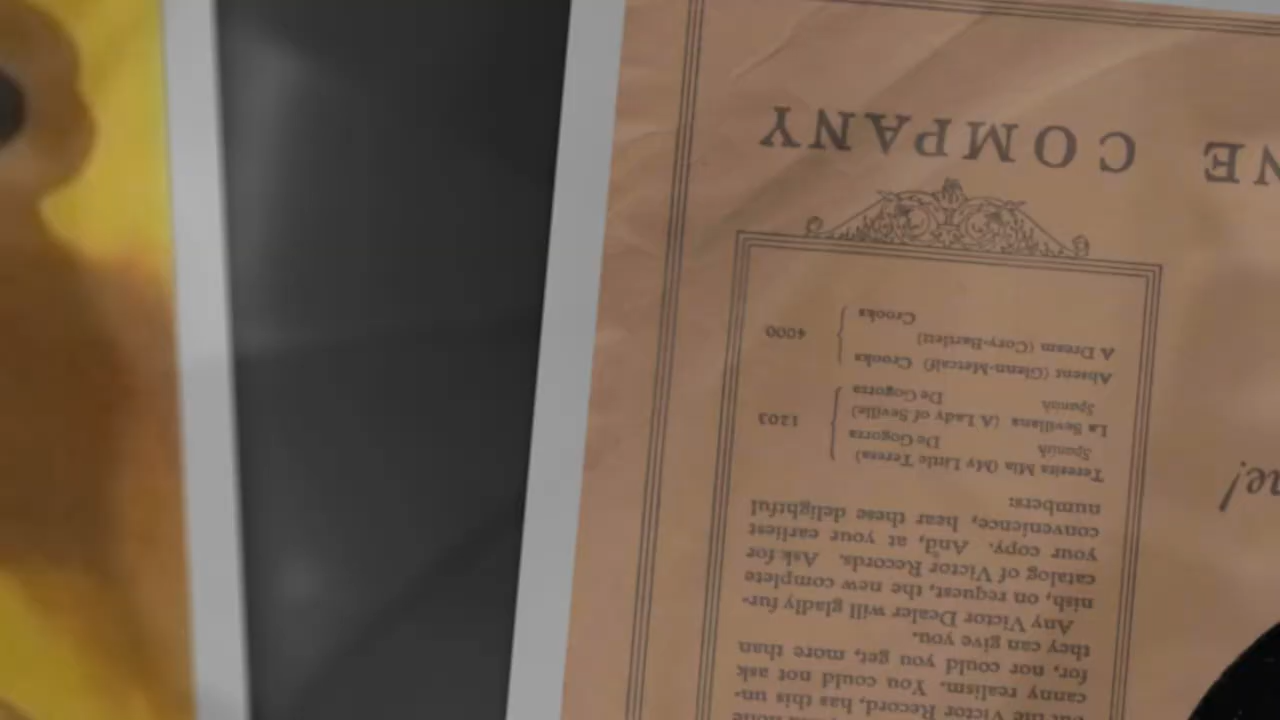 but the Victor Record, has this un-
canny realism. You could not ask
for, nor could you get, more than
they can give you.
Any Victor Dealer will gladly fur-
nish, on request, the new complete
catalog of Victor Records. Ask for
your copy. And, at your earliest
convenience, hear these delightful
numbers:
Teresita Mia (My Little Teresa)
Spanish De Gogorza
La Sevillana (A Lady of Seville) 1203
Spanish De Gogorza
Absent (Glenn-Metcalf) Crooks
A Dream (Cory-Bartlett) 4000
Crooks
NE COMPANY